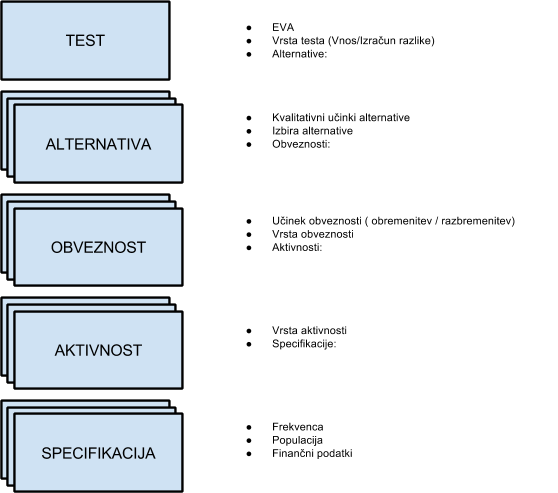 TEST
● EVA
● Vrsta testa (Vnos/Izračun razlike)
● Alternative:
ALTERNATIVA
● Kvalitativni učinki alternative
● Izbira alternative
● Obveznosti:
OBVEZNOST
● Učinek obveznosti ( obremenitev / razbremenitev)
● Vrsta obveznosti
● Aktivnosti:
AKTIVNOST
● Vrsta aktivnosti
● Specifikacije:
SPECIFIKACIJA
● Frekvenca
● Populacija
● Finančni podatki